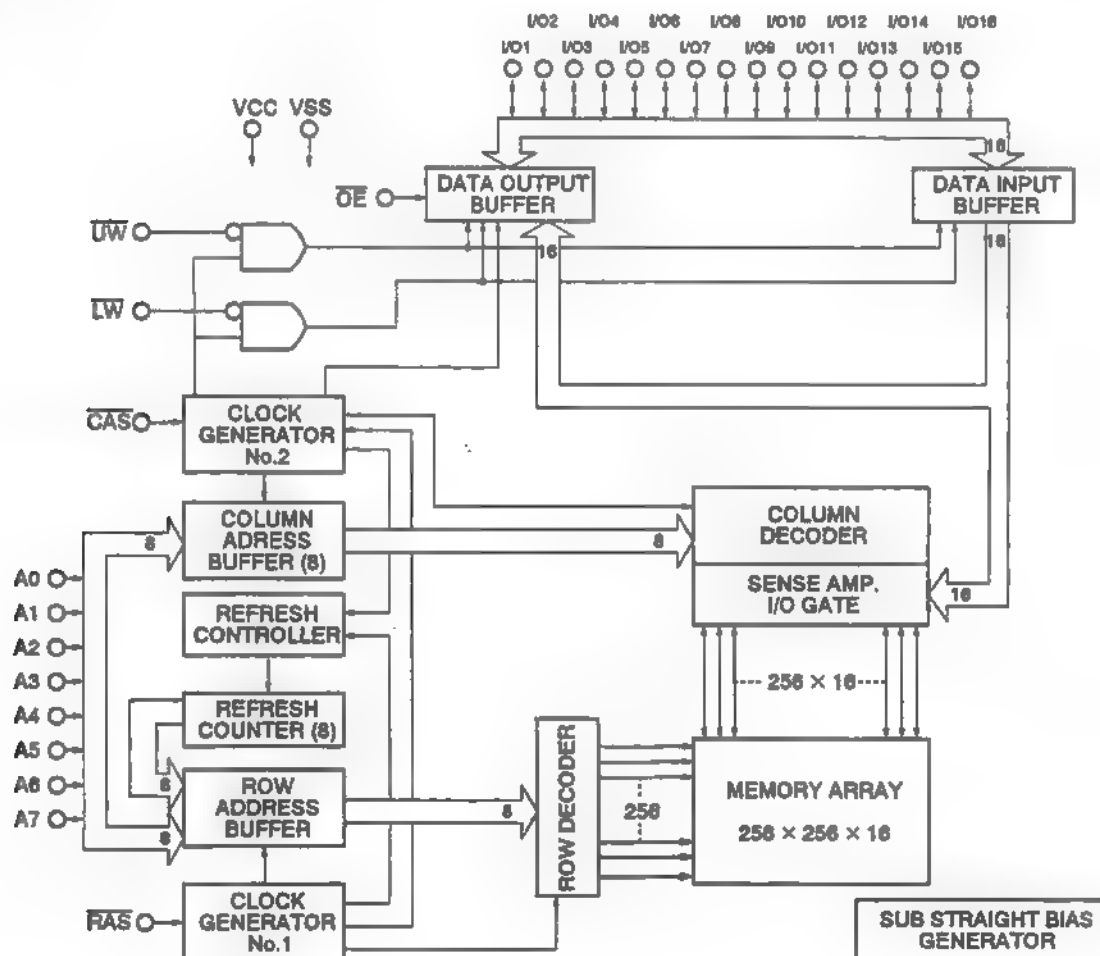 I/O2 I/O4 I/O6 I/O8 I/O10 I/O12 I/O14 I/O16
I/O1 I/O3 I/O5 I/O7 I/O9 I/O11 I/O13 I/O15
VCC VSS
16
OE
DATA OUTPUT
BUFFER
DATA INPUT
BUFFER
UW
16
16
LW
CAS
CLOCK
GENERATOR
No.2
COLUMN
ADRESS
BUFFER (8)
8
8
COLUMN
DECODER
SENSE AMP.
I/O GATE
16
A0
A1
A2
A3
A4
A5
A6
A7
REFRESH
CONTROLLER
REFRESH
COUNTER (8)
256 × 16
8
8
ROW
ADDRESS
BUFFER
8
ROW DECODER
256
MEMORY ARRAY
256 × 256 × 16
RAS
CLOCK
GENERATOR
No.1
SUB STRAIGHT BIAS
GENERATOR